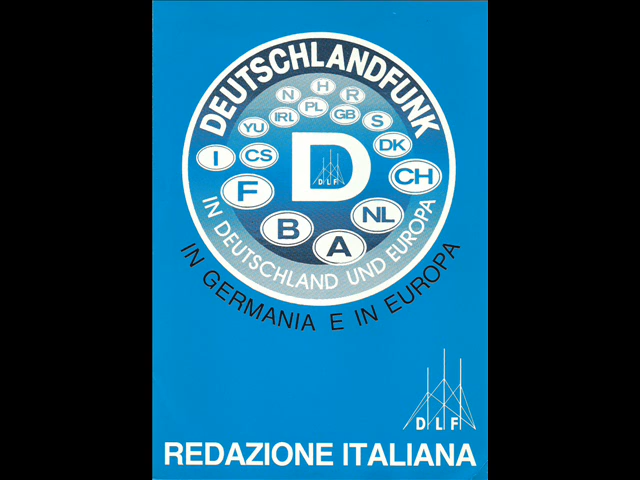 DEUTSCHLANDFUNK
N H R
YU IRL PL GB S
I CS D DK
DLF
F CH
B A NL
IN DEUTSCHLAND UND EUROPA
IN GERMANIA E IN EUROPA
DLF
REDAZIONE ITALIANA